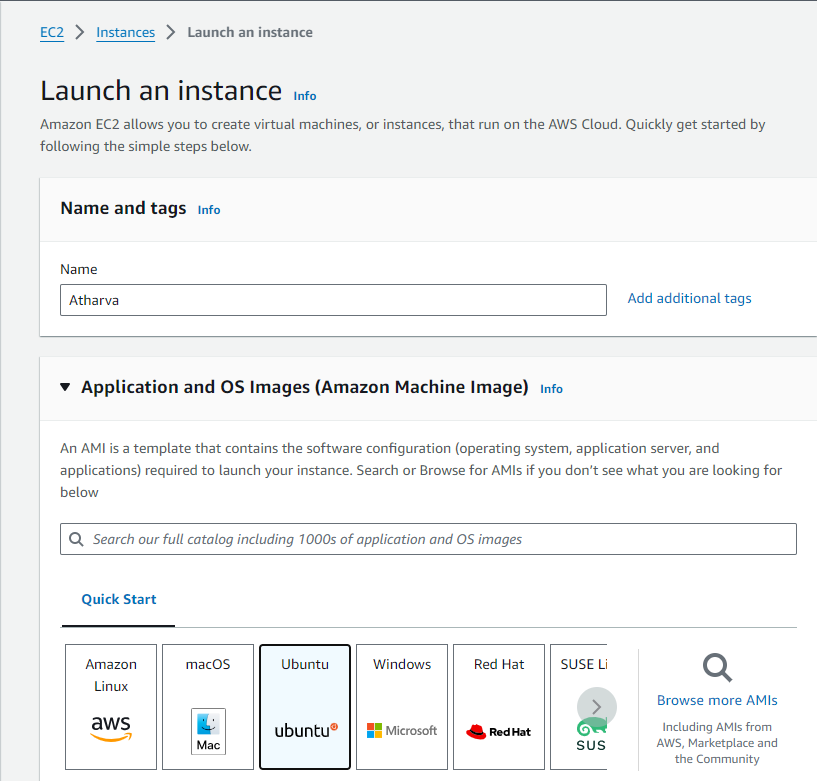 EC2 > Instances > Launch an instance
Launch an instance Info
Amazon EC2 allows you to create virtual machines, or instances, that run on the AWS Cloud. Quickly get started by
following the simple steps below.
Name and tags Info
Name
Atharva
Add additional tags
Application and OS Images (Amazon Machine Image) Info
An AMI is a template that contains the software configuration (operating system, application server, and
applications) required to launch your instance. Search or Browse for AMIs if you don’t see what you are looking for
below
Search our full catalog including 1000s of application and OS images
Quick Start
Amazon
Linux
aws
macOS
Mac
Ubuntu
ubuntu
Windows
Microsoft
Red Hat
Red Hat
SUSE Li
SUS
Browse more AMIs
Including AMIs from
AWS, Marketplace and
the Community